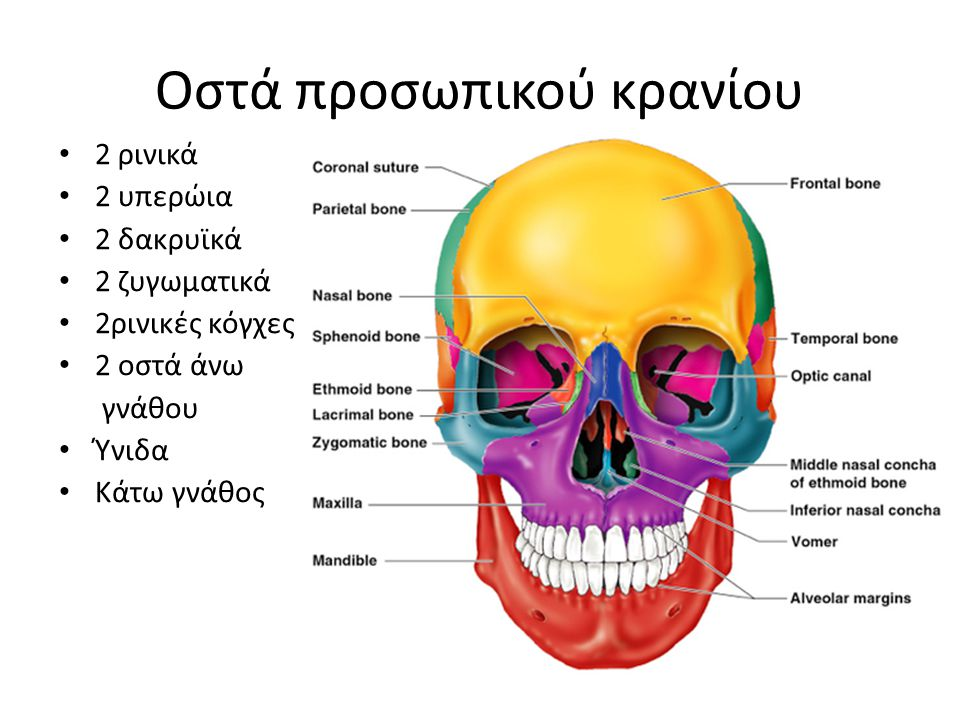 Οστά προσωπικού κρανίου
• 2 ρινικά
• 2 υπερώια
• 2 δακρυϊκά
• 2 ζυγωματικά
• 2ρινικές κόγχες
• 2 οστά άνω
γνάθου
• Ύνιδα
• Κάτω γνάθος
Coronal suture
Parietal bone
Nasal bone
Sphenoid bone
Ethmoid bone
Lacrimal bone
Zygomatic bone
Maxilla
Mandible
Frontal bone
Temporal bone
Optic canal
Middle nasal concha
of ethmoid bone
Inferior nasal concha
Vomer
Alveolar margins